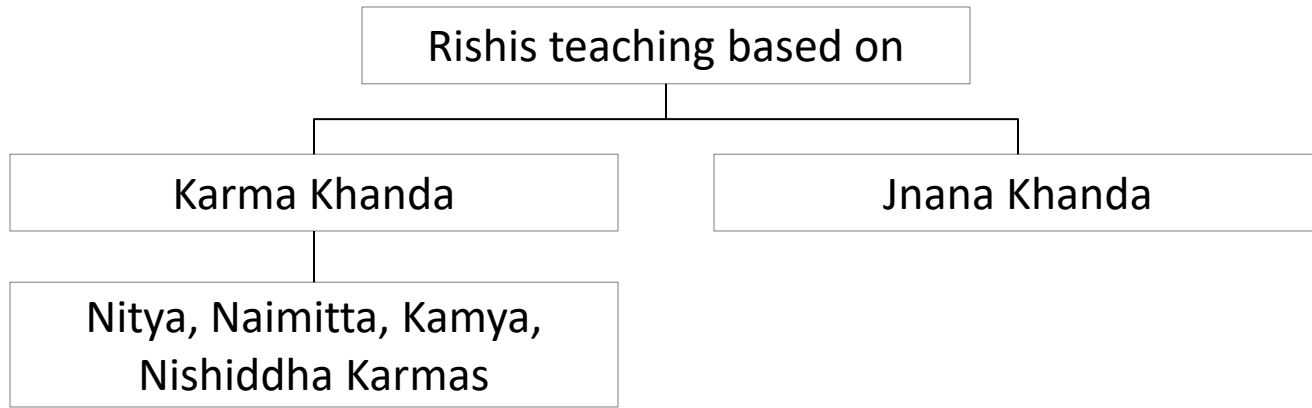 Rishis teaching based on
Karma Khanda
Jnana Khanda
Nitya, Naimitta, Kamya,
Nishiddha Karmas